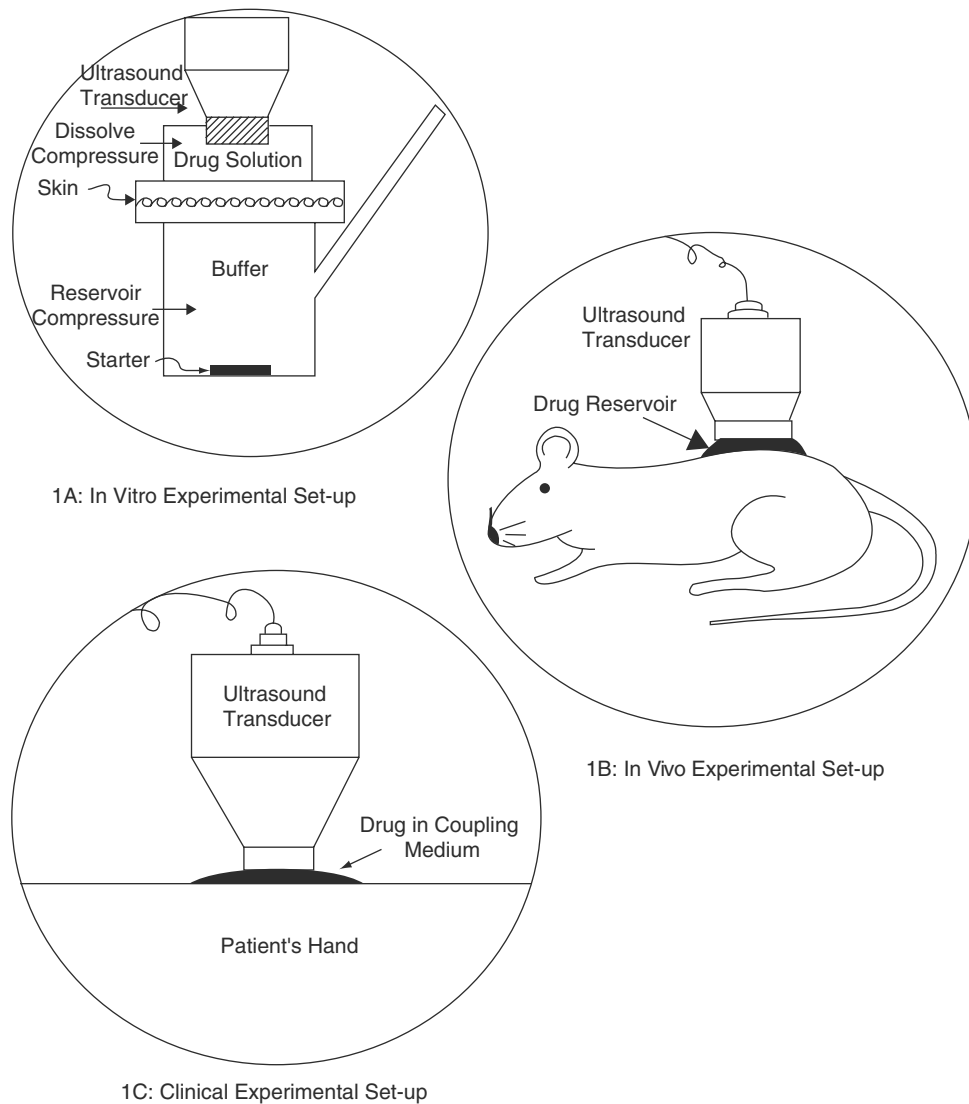 Ultrasound
Transducer
Dissolve
Compressure
Drug Solution
Skin
Buffer
Reservoir
Compressure
Starter
1A: In Vitro Experimental Set-up
Ultrasound
Transducer
Drug Reservoir
1B: In Vivo Experimental Set-up
Ultrasound
Transducer
Drug in Coupling
Medium
Patient's Hand
1C: Clinical Experimental Set-up